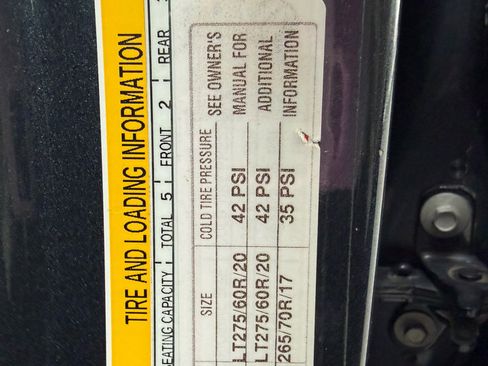 TIRE AND LOADING INFORMATION
SEATING CAPACITY TOTAL 5 FRONT 2 REAR
SIZE COLD TIRE PRESSURE SEE OWNER'S
LT275/60R/20 42 PSI MANUAL FOR
LT275/60R/20 42 PSI ADDITIONAL
265/70R/17 35 PSI INFORMATION